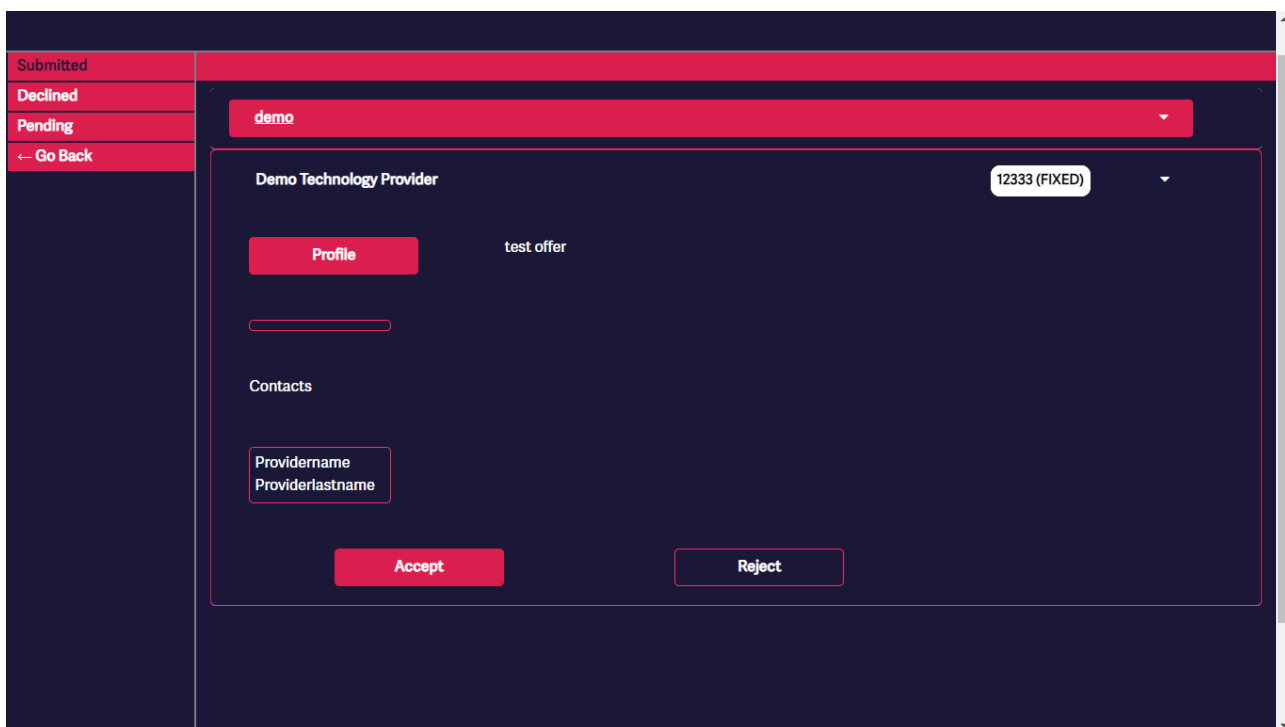 Submitted
Declined
Pending
← Go Back
demo
Demo Technology Provider
12333 (FIXED)
Profile
test offer
Contacts
Providername
Providerlastname
Accept
Reject